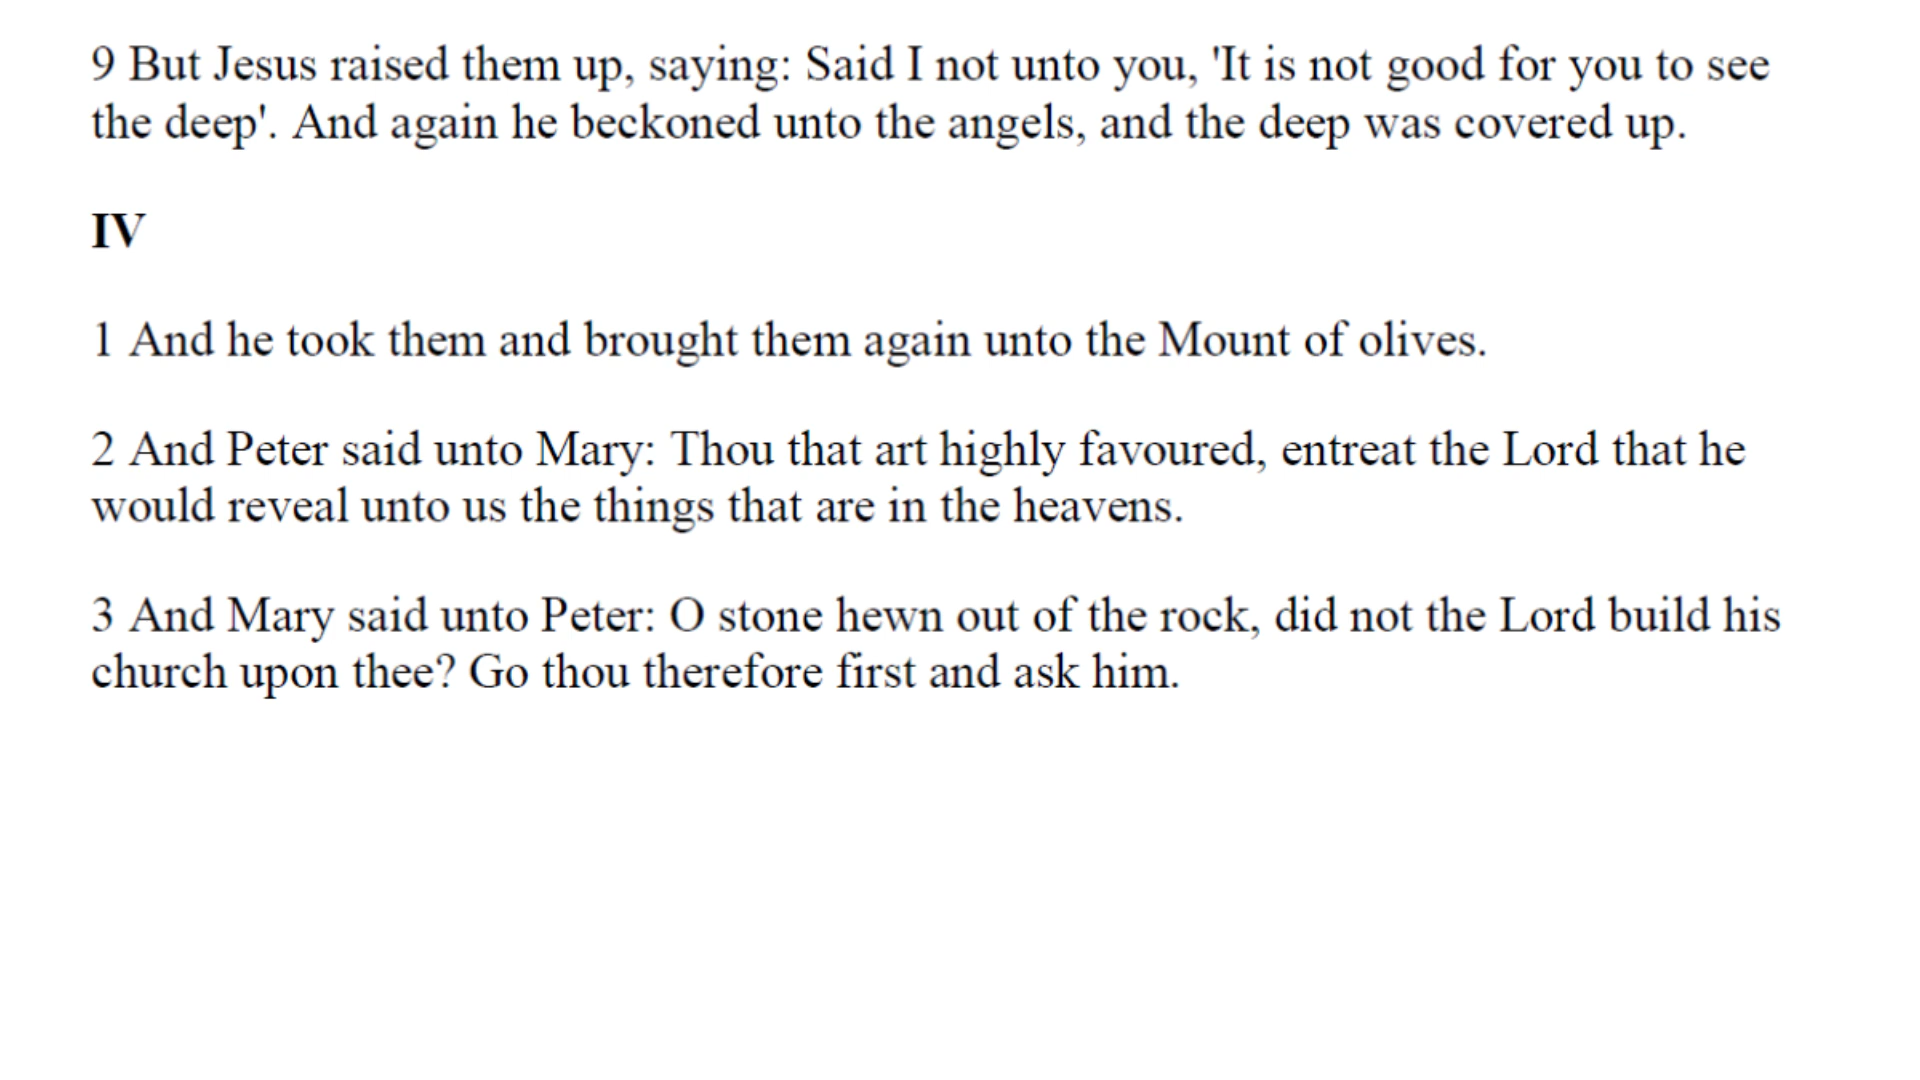 9 But Jesus raised them up, saying: Said I not unto you, 'It is not good for you to see
the deep'. And again he beckoned unto the angels, and the deep was covered up.
IV
1 And he took them and brought them again unto the Mount of olives.
2 And Peter said unto Mary: Thou that art highly favoured, entreat the Lord that he
would reveal unto us the things that are in the heavens.
3 And Mary said unto Peter: O stone hewn out of the rock, did not the Lord build his
church upon thee? Go thou therefore first and ask him.